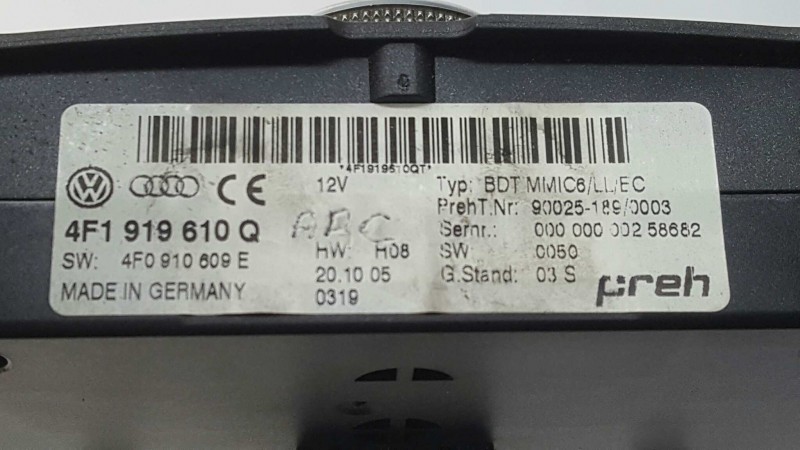 *4F1919610QT*
12V
Typ: BDT MMIC6/LL/EC
PrehT.Nr: 90025-189/0003
4F1 919 610 Q
ABC
Sernr.: 000 000 002 58682
HW: H08
SW 0050
SW: 4F0 910 609 E
20.10 05
G.Stand: 03 S
MADE IN GERMANY
0319
preh